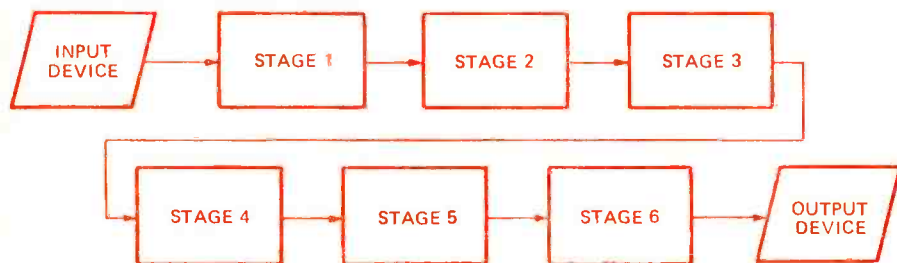 INPUT
DEVICE
STAGE 1
STAGE 2
STAGE 3
STAGE 4
STAGE 5
STAGE 6
OUTPUT
DEVICE